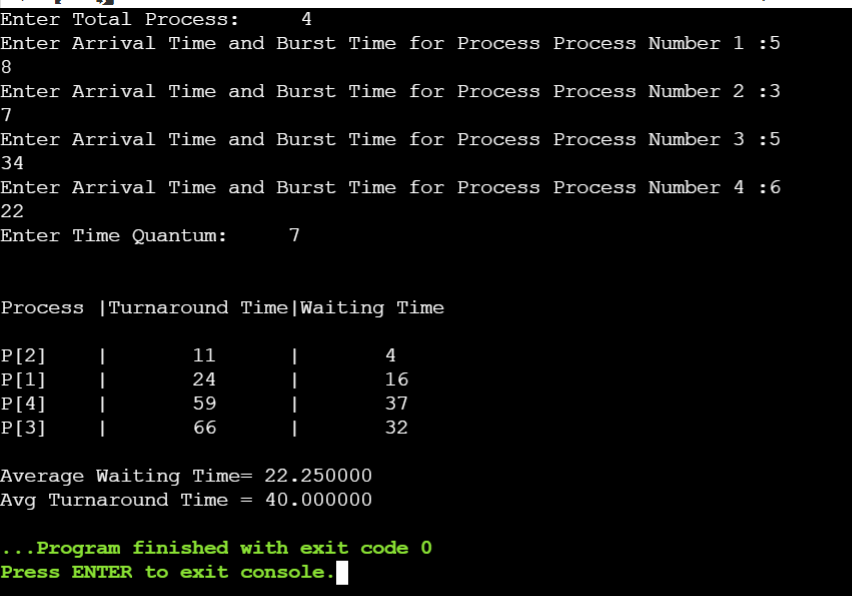 Enter Total Process:     4
Enter Arrival Time and Burst Time for Process Process Number 1 :5
8
Enter Arrival Time and Burst Time for Process Process Number 2 :3
7
Enter Arrival Time and Burst Time for Process Process Number 3 :5
34
Enter Arrival Time and Burst Time for Process Process Number 4 :6
22
Enter Time Quantum:     7
Process |Turnaround Time|Waiting Time
P[2]    |       11      |       4
P[1]    |       24      |       16
P[4]    |       59      |       37
P[3]    |       66      |       32
Average Waiting Time= 22.250000
Avg Turnaround Time = 40.000000
...Program finished with exit code 0
Press ENTER to exit console.